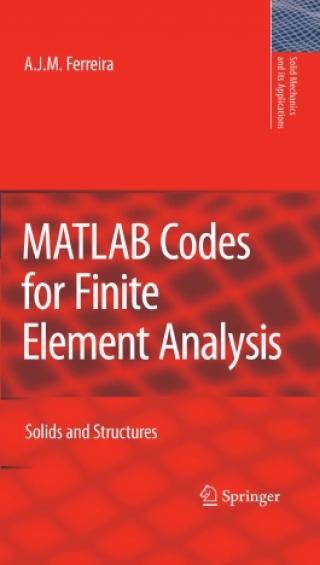 A.J.M. Ferreira
Solid Mechanics
and its Applications
MATLAB Codes
for Finite
Element Analysis
Solids and Structures
Springer